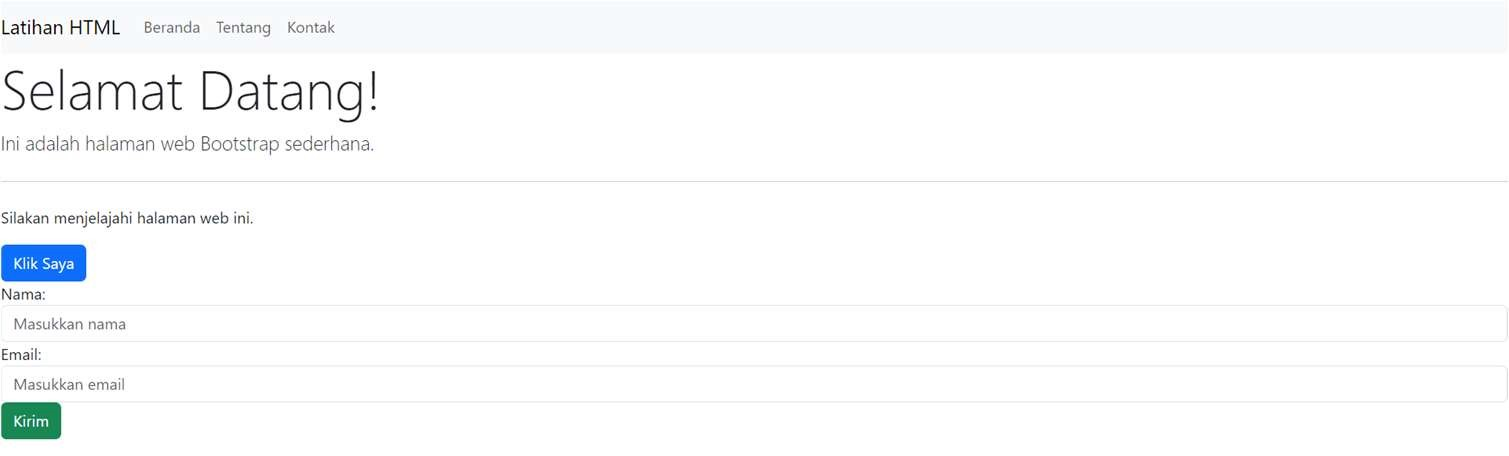 Latihan HTML Beranda Tentang Kontak
Selamat Datang!
Ini adalah halaman web Bootstrap sederhana.
Silakan menjelajahi halaman web ini.
Klik Saya
Nama:
Masukkan nama
Email:
Masukkan email
Kirim